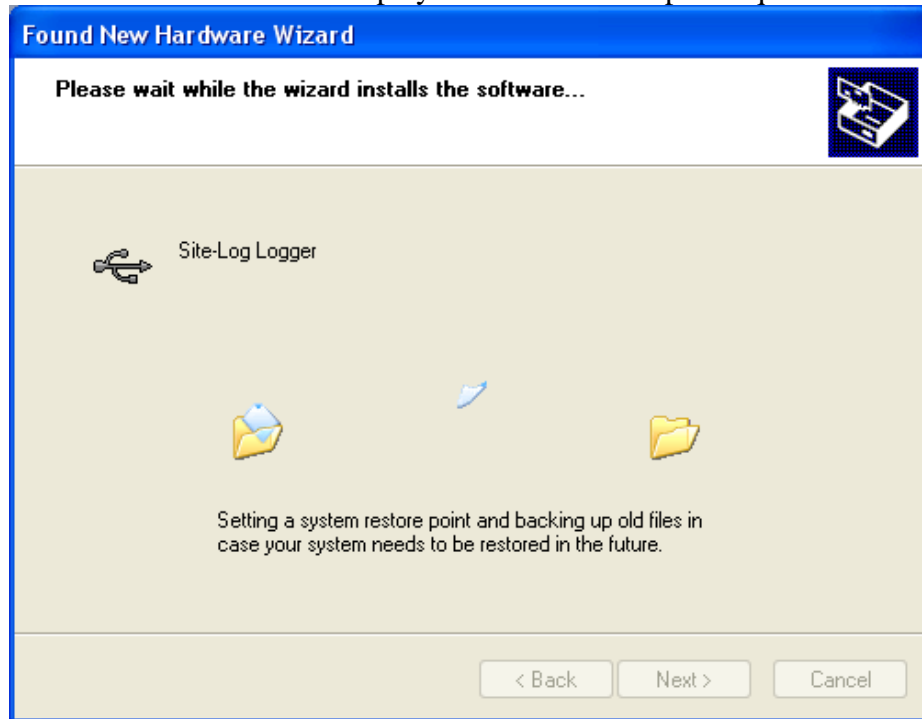 Found New Hardware Wizard
Please wait while the wizard installs the software...
Site-Log Logger
Setting a system restore point and backing up old files in
case your system needs to be restored in the future.
< Back Next > Cancel